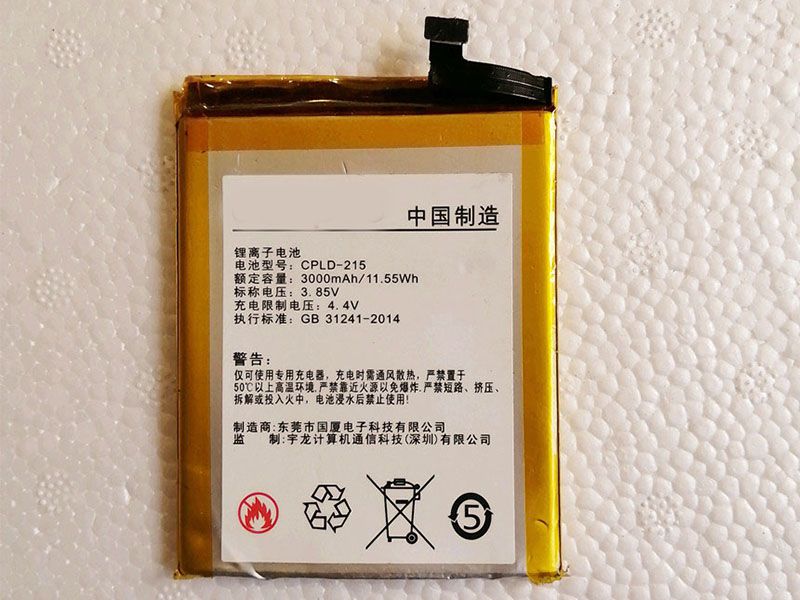 中国制造
锂离子电池
电池型号：CPLD-215
额定容量：3000mAh/11.55Wh
标称电压：3.85V
充电限制电压：4.4V
执行标准：GB 31241-2014
警告：
仅可使用专用充电器，充电时需通风散热，严禁置于
50℃以上高温环境.严禁靠近火源以免爆炸.严禁短路、挤压、
拆解或投入火中，电池浸水后禁止使用!
制造商:东莞市国厦电子科技有限公司
监 制:宇龙计算机通信科技(深圳)有限公司
5